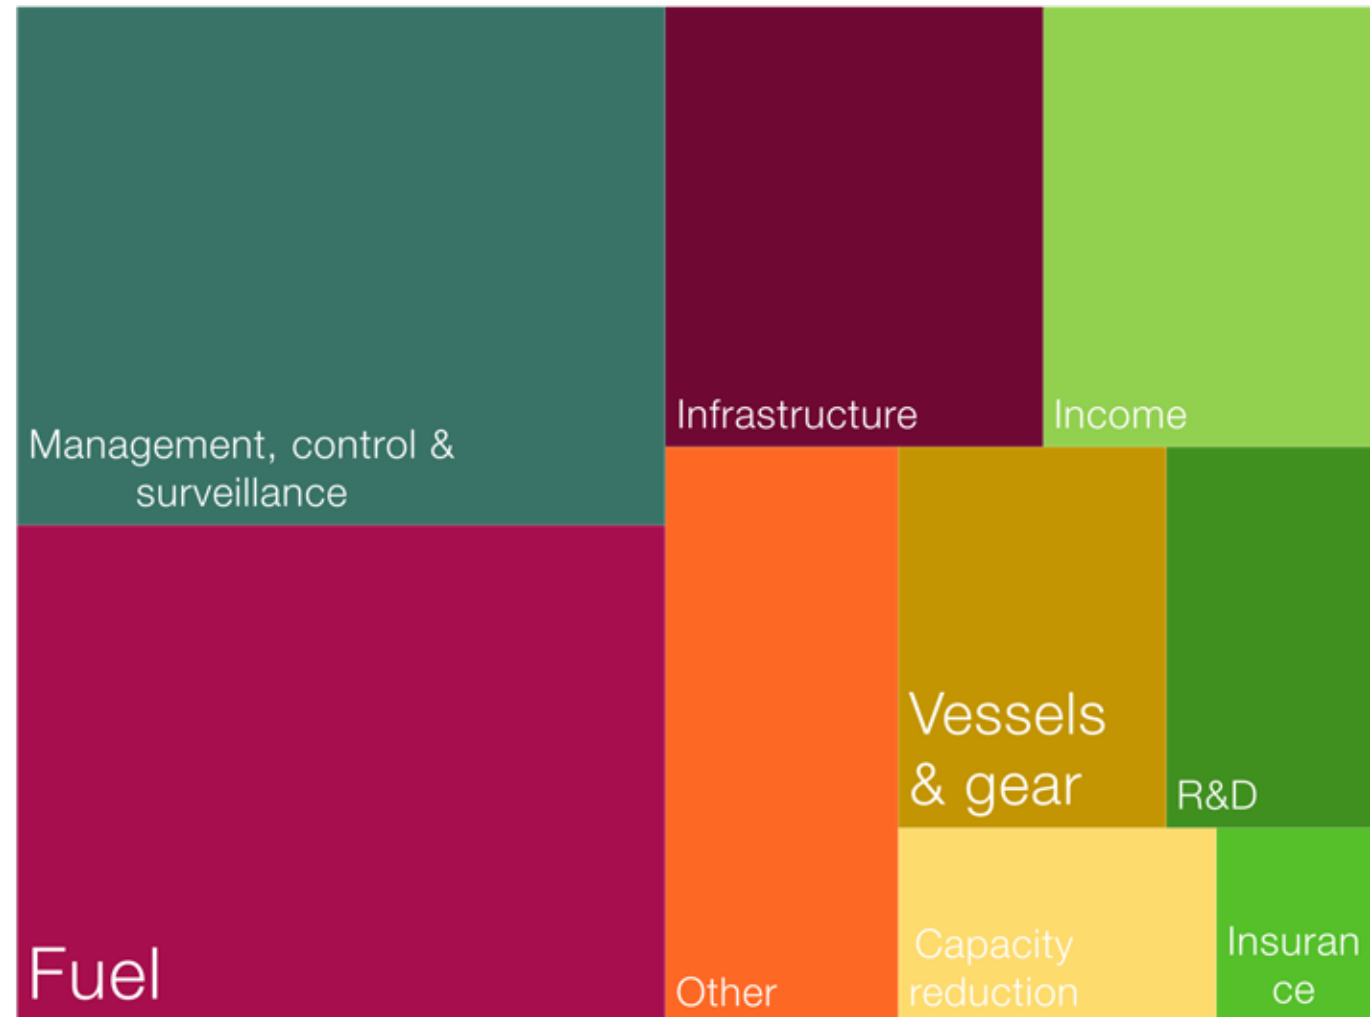 Management, control &
surveillance
Infrastructure
Income
Fuel
Other
Vessels
& gear
R&D
Capacity
reduction
Insuran
ce